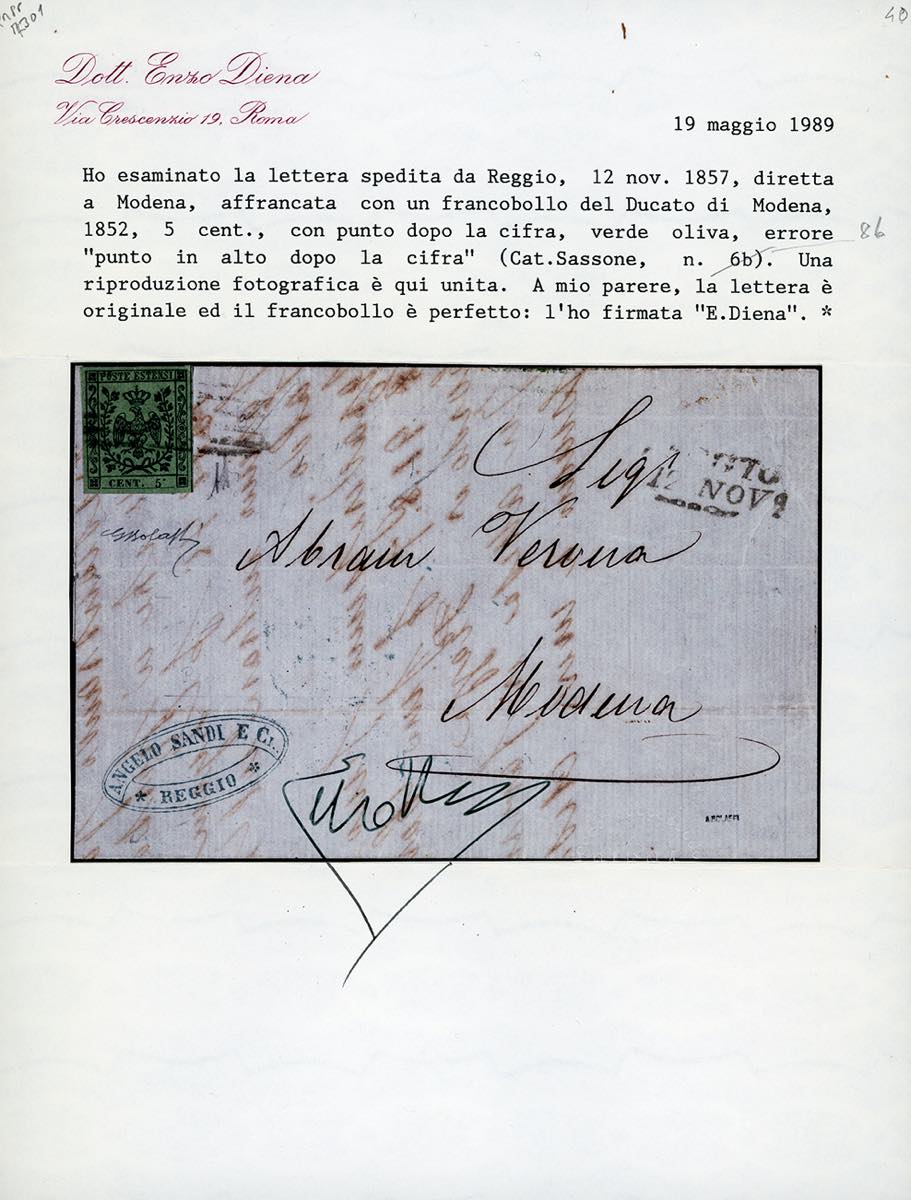 40
Dott. Enzo Diena
Via Crescenzio 19, Roma
19 maggio 1989
Ho esaminato la lettera spedita da Reggio, 12 nov. 1857, diretta
a Modena, affrancata con un francobollo del Ducato di Modena,
1852, 5 cent., con punto dopo la cifra, verde oliva, errore
"punto in alto dopo la cifra" (Cat.Sassone, n. 6b). Una
8b
riproduzione fotografica è qui unita. A mio parere, la lettera è
originale ed il francobollo è perfetto: l'ho firmata "E.Diena". *
POSTE ESTENSI
CENT. 5·
Sigr
12 NOV
Abram Verona
Modena
ANGELO SANDI E C.
* REGGIO *